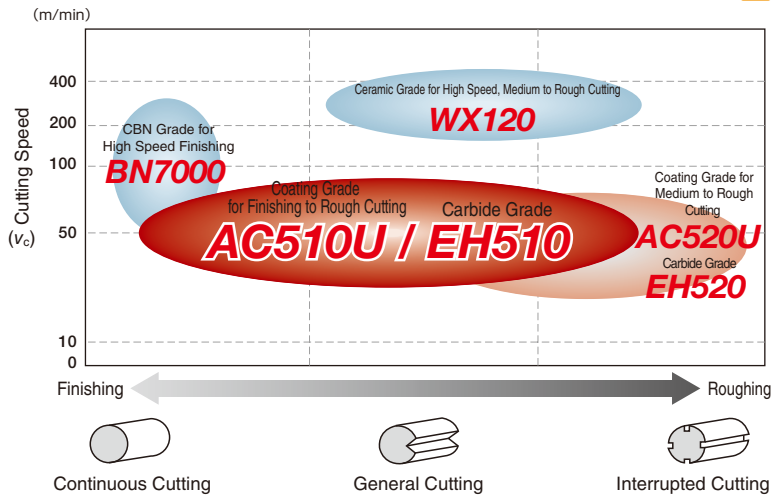 (m/min)
Cutting Speed
(vc)
400
200
100
50
10
0
Ceramic Grade for High Speed, Medium to Rough Cutting
WX120
CBN Grade for
High Speed Finishing
BN7000
Coating Grade
for Finishing to Rough Cutting
Carbide Grade
AC510U / EH510
Coating Grade for
Medium to Rough
Cutting
AC520U
Carbide Grade
EH520
Finishing
Roughing
Continuous Cutting
General Cutting
Interrupted Cutting